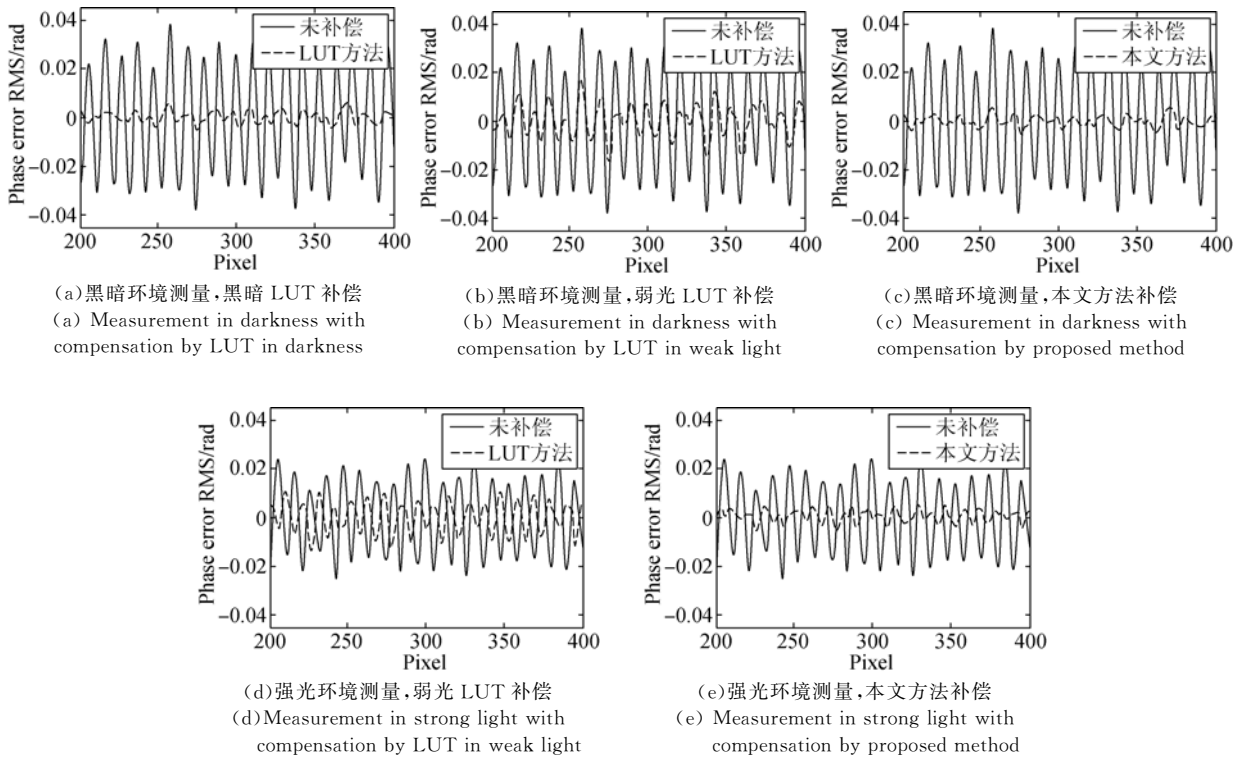 0.04
0.02
0
−0.02
−0.04
Phase error RMS/rad
未补偿
LUT方法
200
250
300
350
400
Pixel
(a)黑暗环境测量,黑暗 LUT 补偿
(a) Measurement in darkness with
compensation by LUT in darkness
0.04
0.02
0
−0.02
−0.04
Phase error RMS/rad
未补偿
LUT方法
200
250
300
350
400
Pixel
(b)黑暗环境测量,弱光 LUT 补偿
(b) Measurement in darkness with
compensation by LUT in weak light
0.04
0.02
0
−0.02
−0.04
Phase error RMS/rad
未补偿
本文方法
200
250
300
350
400
Pixel
(c)黑暗环境测量,本文方法补偿
(c) Measurement in darkness with
compensation by proposed method
0.04
0.02
0
−0.02
−0.04
Phase error RMS/rad
未补偿
LUT方法
200
250
300
350
400
Pixel
(d)强光环境测量,弱光 LUT 补偿
(d)Measurement in strong light with
compensation by LUT in weak light
0.04
0.02
0
−0.02
−0.04
Phase error RMS/rad
未补偿
本文方法
200
250
300
350
400
Pixel
(e)强光环境测量,本文方法补偿
(e) Measurement in strong light with
compensation by proposed method